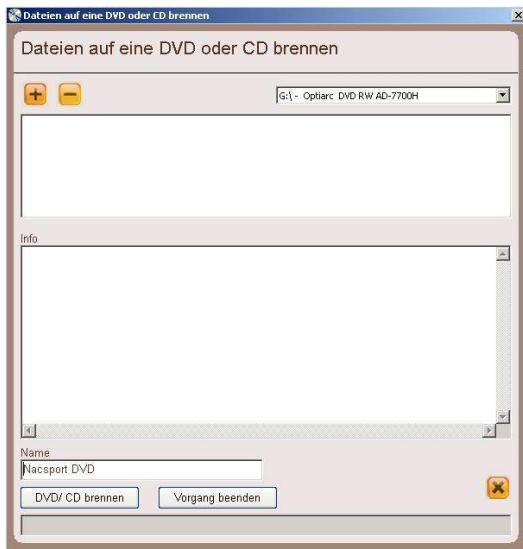 Dateien auf eine DVD oder CD brennen
Dateien auf eine DVD oder CD brennen
G:\ - Optiarc DVD RW AD-7700H
Info
Name
Nacsport DVD
DVD/ CD brennen
Vorgang beenden